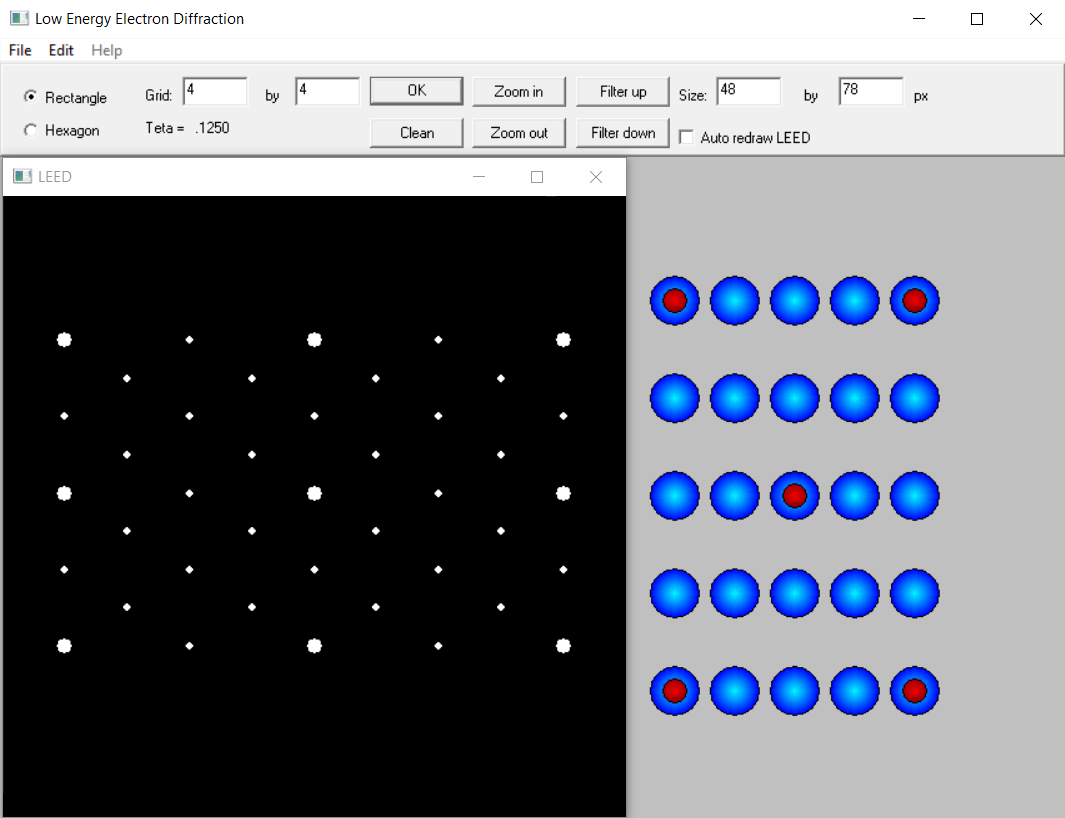 Low Energy Electron Diffraction
File Edit Help
Rectangle Grid: 4 by 4 OK Zoom in Filter up Size: 48 by 78 px
Hexagon Teta = .1250 Clean Zoom out Filter down Auto redraw LEED
LEED